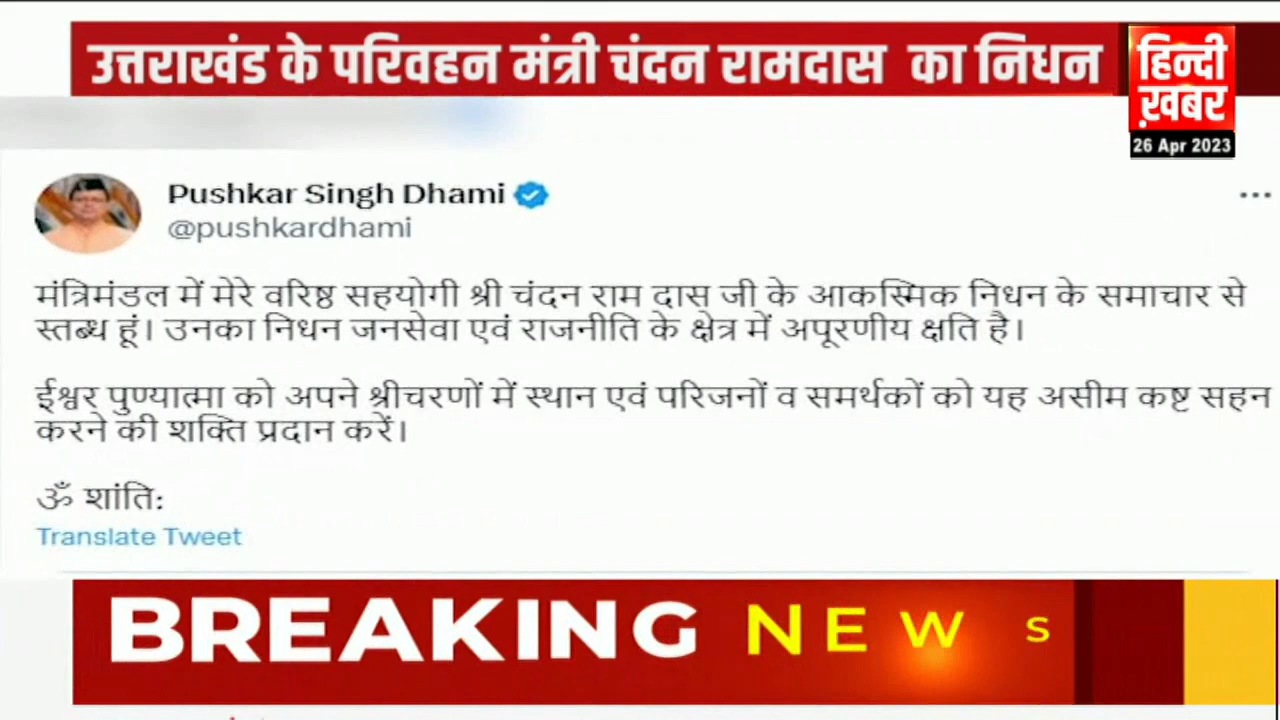 उत्तराखंड के परिवहन मंत्री चंदन रामदास का निधन
हिन्दी
ख़बर
26 Apr 2023
Pushkar Singh Dhami
@pushkardhami
मंत्रिमंडल में मेरे वरिष्ठ सहयोगी श्री चंदन राम दास जी के आकस्मिक निधन के समाचार से
स्तब्ध हूं। उनका निधन जनसेवा एवं राजनीति के क्षेत्र में अपूरणीय क्षति है।
ईश्वर पुण्यात्मा को अपने श्रीचरणों में स्थान एवं परिजनों व समर्थकों को यह असीम कष्ट सहन
करने की शक्ति प्रदान करें।
ॐ शांति:
Translate Tweet
BREAKING NEWS